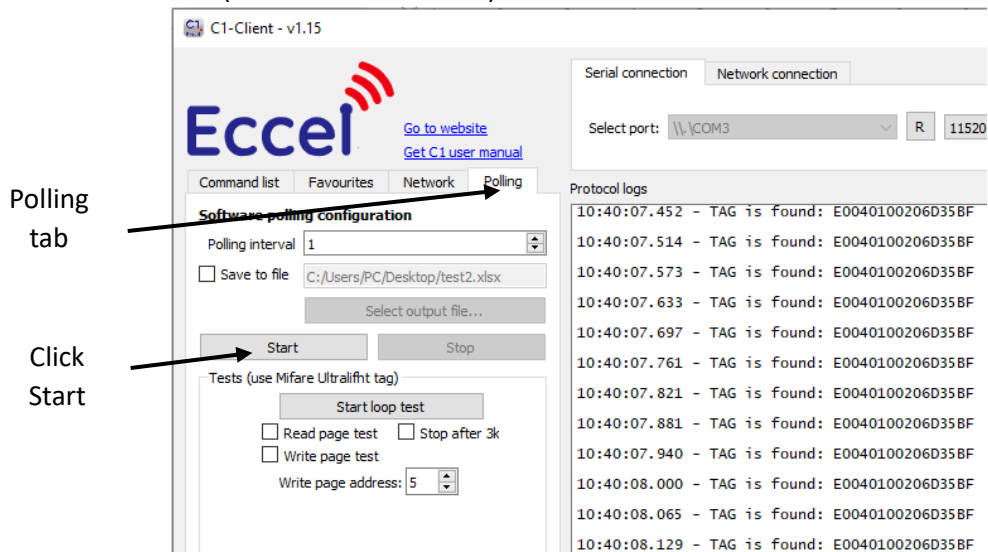 C1-Client - v1.15
Eccel
Go to website
Get C1 user manual
Serial connection Network connection
Select port: \\.\COM3 R 11520
Command list Favourites Network Polling
Polling
tab
Software polling configuration
Polling interval 1
Save to file C:/Users/PC/Desktop/test2.xlsx
Select output file...
Start Stop
Click
Start
Tests (use Mifare Ultralifht tag)
Start loop test
Read page test Stop after 3k
Write page test
Write page address: 5
Protocol logs
10:40:07.452 - TAG is found: E0040100206D35BF
10:40:07.514 - TAG is found: E0040100206D35BF
10:40:07.573 - TAG is found: E0040100206D35BF
10:40:07.633 - TAG is found: E0040100206D35BF
10:40:07.697 - TAG is found: E0040100206D35BF
10:40:07.761 - TAG is found: E0040100206D35BF
10:40:07.821 - TAG is found: E0040100206D35BF
10:40:07.881 - TAG is found: E0040100206D35BF
10:40:07.940 - TAG is found: E0040100206D35BF
10:40:08.000 - TAG is found: E0040100206D35BF
10:40:08.065 - TAG is found: E0040100206D35BF
10:40:08.129 - TAG is found: E0040100206D35BF